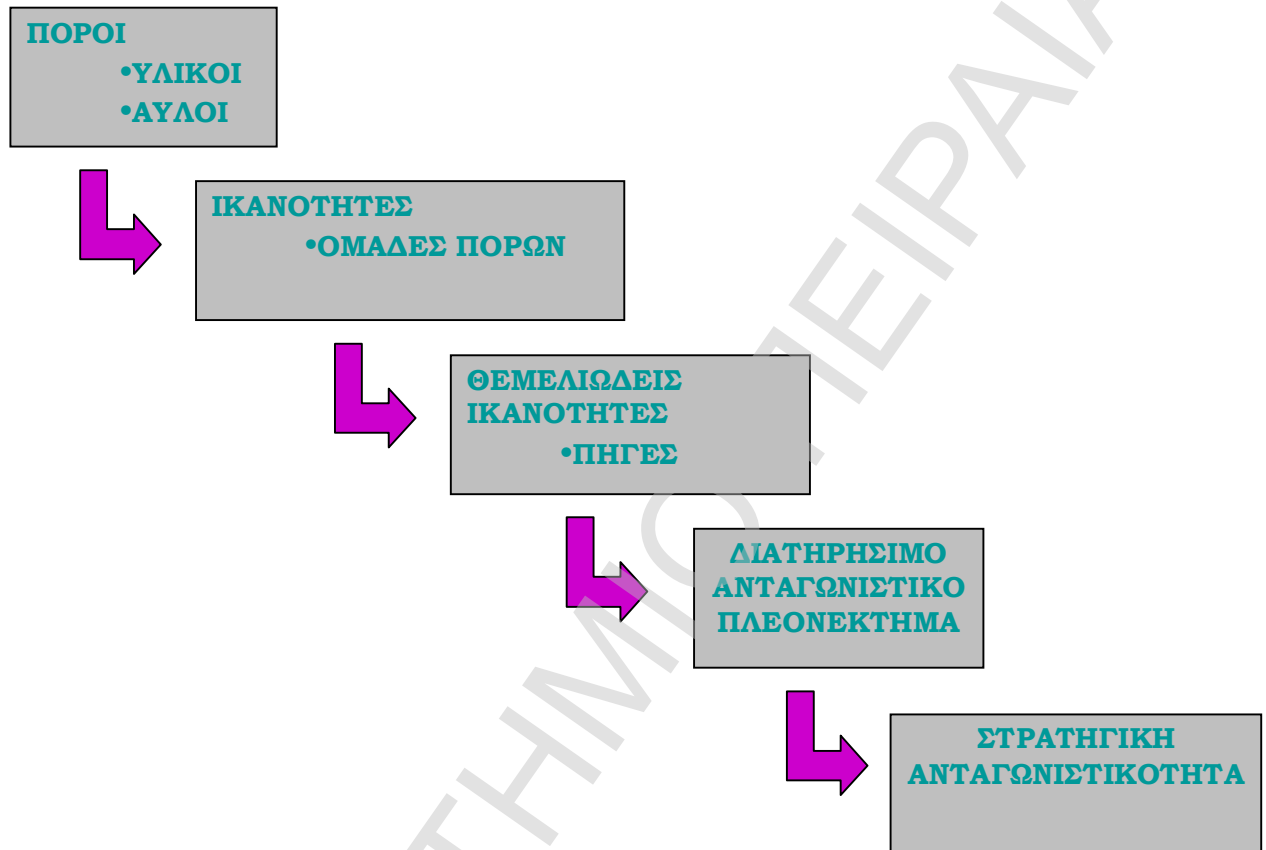 ΠΟΡΟΙ
•ΥΛΙΚΟΙ
•ΑΥΛΟΙ
ΙΚΑΝΟΤΗΤΕΣ
•ΟΜΑΔΕΣ ΠΟΡΩΝ
ΘΕΜΕΛΙΩΔΕΙΣ
ΙΚΑΝΟΤΗΤΕΣ
•ΠΗΓΕΣ
ΔΙΑΤΗΡΗΣΙΜΟ
ΑΝΤΑΓΩΝΙΣΤΙΚΟ
ΠΛΕΟΝΕΚΤΗΜΑ
ΣΤΡΑΤΗΓΙΚΗ
ΑΝΤΑΓΩΝΙΣΤΙΚΟΤΗΤΑ